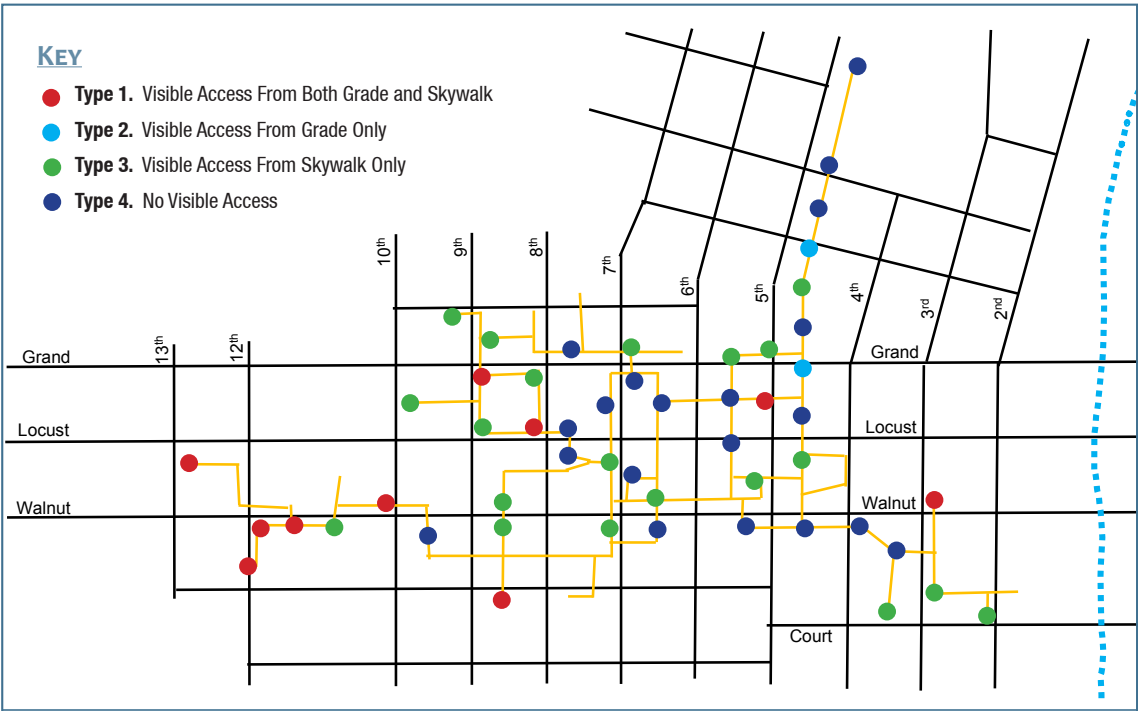 KEY
Type 1. Visible Access From Both Grade and Skywalk
Type 2. Visible Access From Grade Only
Type 3. Visible Access From Skywalk Only
Type 4. No Visible Access
13th
12th
10th
9th
8th
7th
6th
5th
4th
3rd
2nd
Grand
Grand
Locust
Locust
Walnut
Walnut
Court